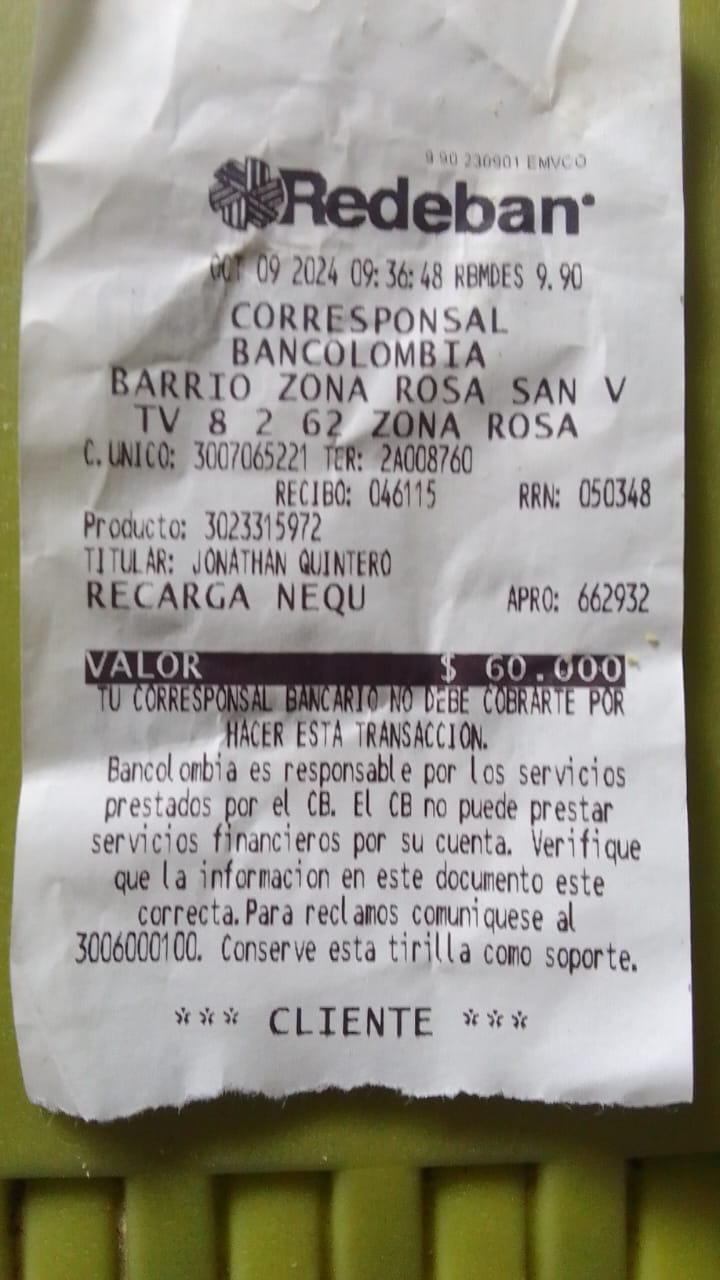 9 90 230901 EMVCO
Redeban
OCT 09 2024 09:36:48 RBMDES 9.90
CORRESPONSAL
BANCOLOMBIA
BARRIO ZONA ROSA SAN V
TV 8 2 62 ZONA ROSA
C. UNICO: 3007065221 TER: 2A008760
RECIBO: 046115 RRN: 050348
Producto: 3023315972
TITULAR: JONATHAN QUINTERO
RECARGA NEQU APRO: 662932
VALOR $ 60.000
TU CORRESPONSAL BANCARIO NO DEBE COBRARTE POR
HACER ESTA TRANSACCION.
Bancolombia es responsable por los servicios
prestados por el CB. El CB no puede prestar
servicios financieros por su cuenta. Verifique
que la informacion en este documento este
correcta. Para reclamos comuniquese al
3006000100. Conserve esta tirilla como soporte.
*** CLIENTE ***